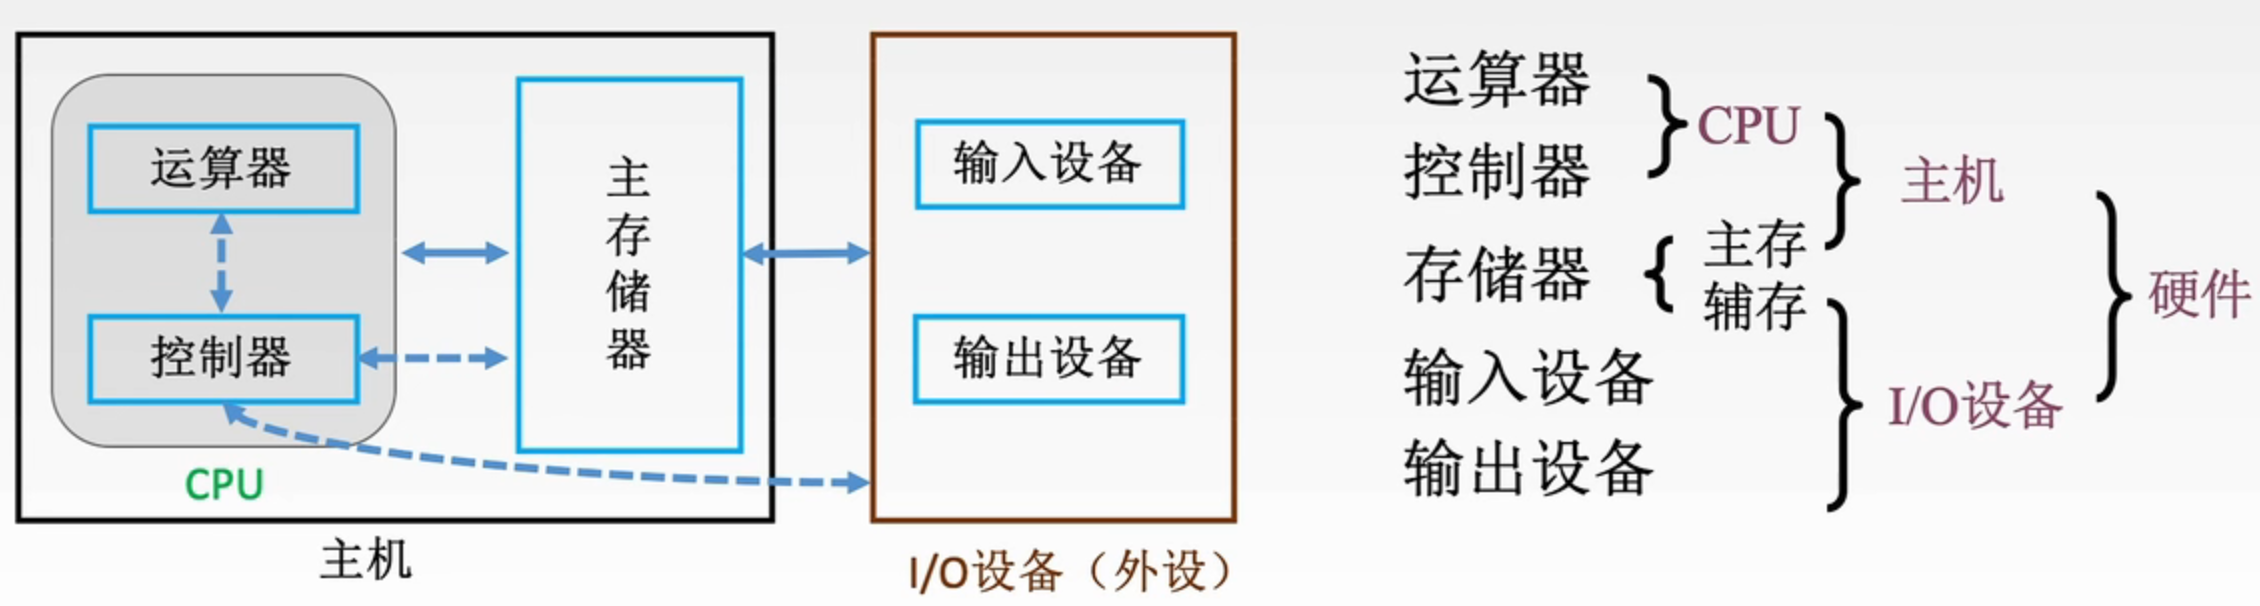 运算器
控制器
CPU
主存储器
主机
输入设备
输出设备
I/O设备（外设）
运算器
控制器
CPU
主机
存储器
主存
辅存
硬件
输入设备
输出设备
I/O设备